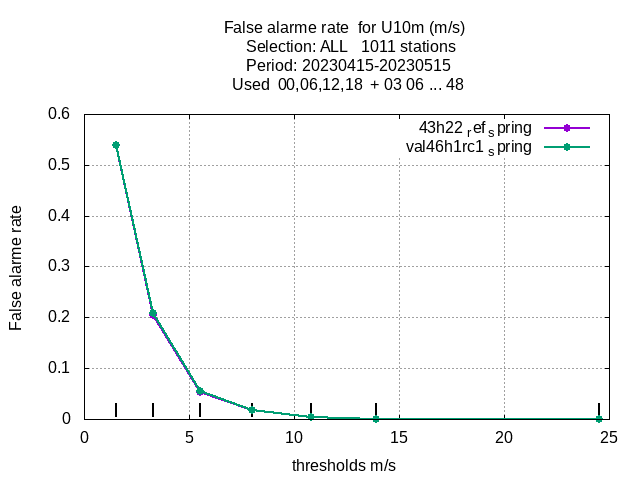 False alarme rate  for U10m (m/s)
Selection: ALL   1011 stations
Period: 20230415-20230515
Used  00,06,12,18  + 03 06 ... 48
43h22 ref spring
val46h1rc1 spring
0.6
0.5
0.4
0.3
0.2
0.1
0
False alarme rate
0 5 10 15 20 25
thresholds m/s